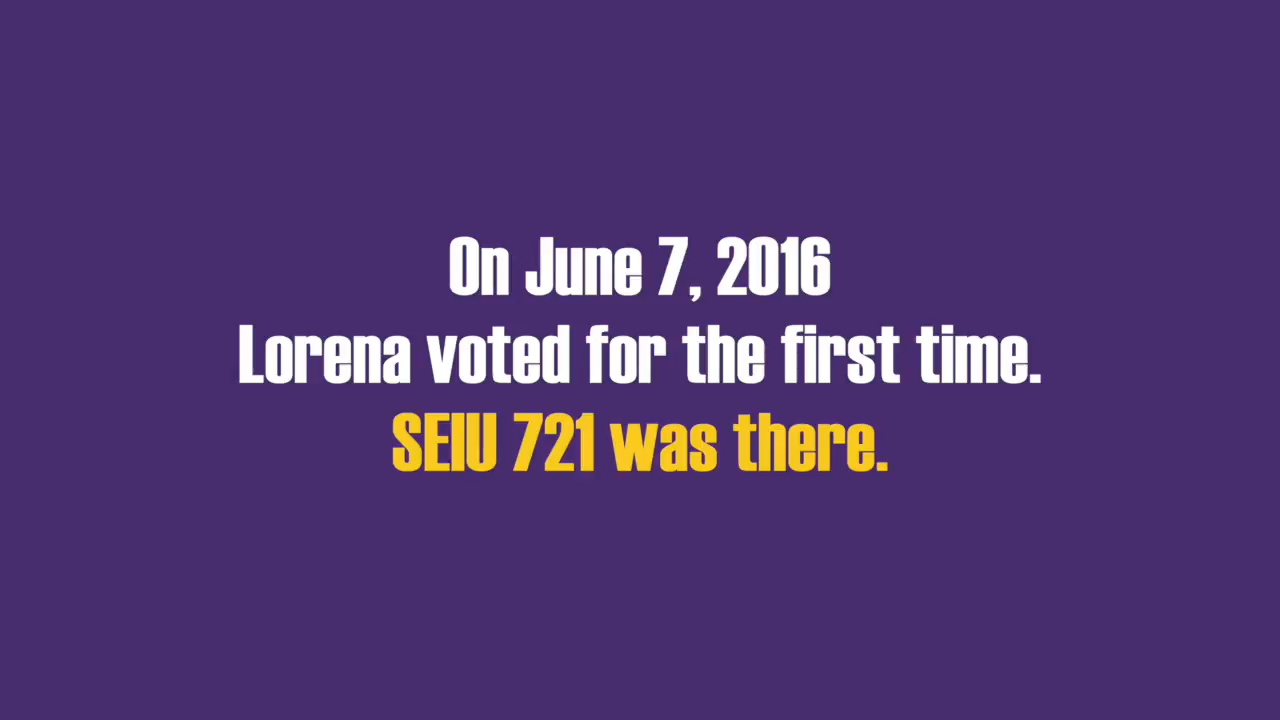 On June 7, 2016
Lorena voted for the first time.
SEIU 721 was there.